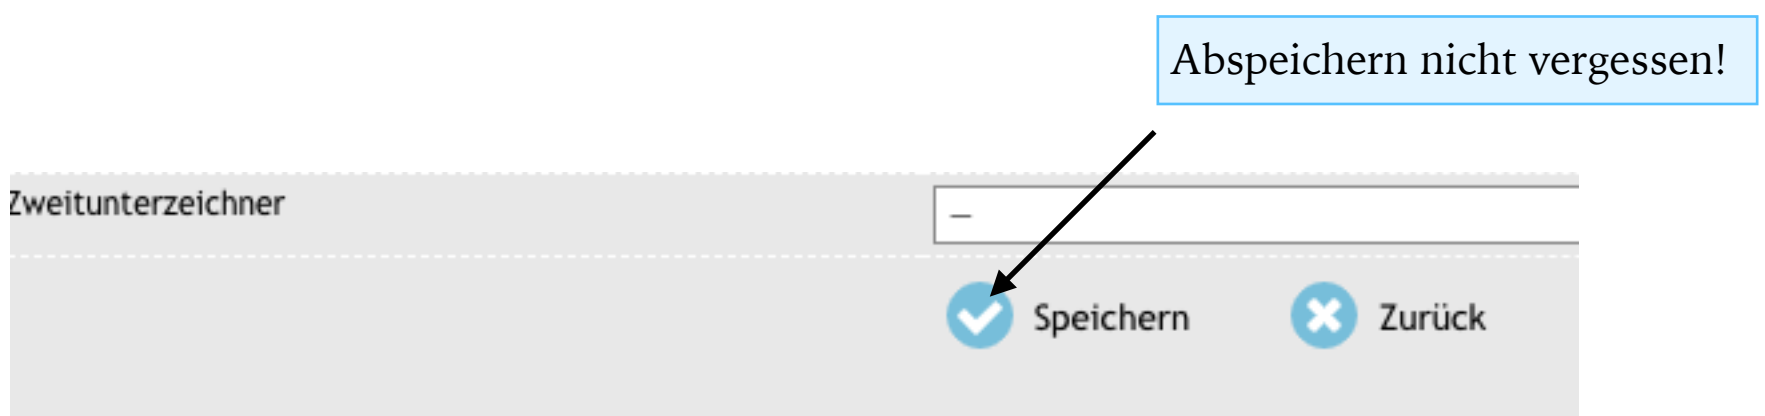 Abspeichern nicht vergessen!
Zweitunterzeichner
—
Speichern
Zurück